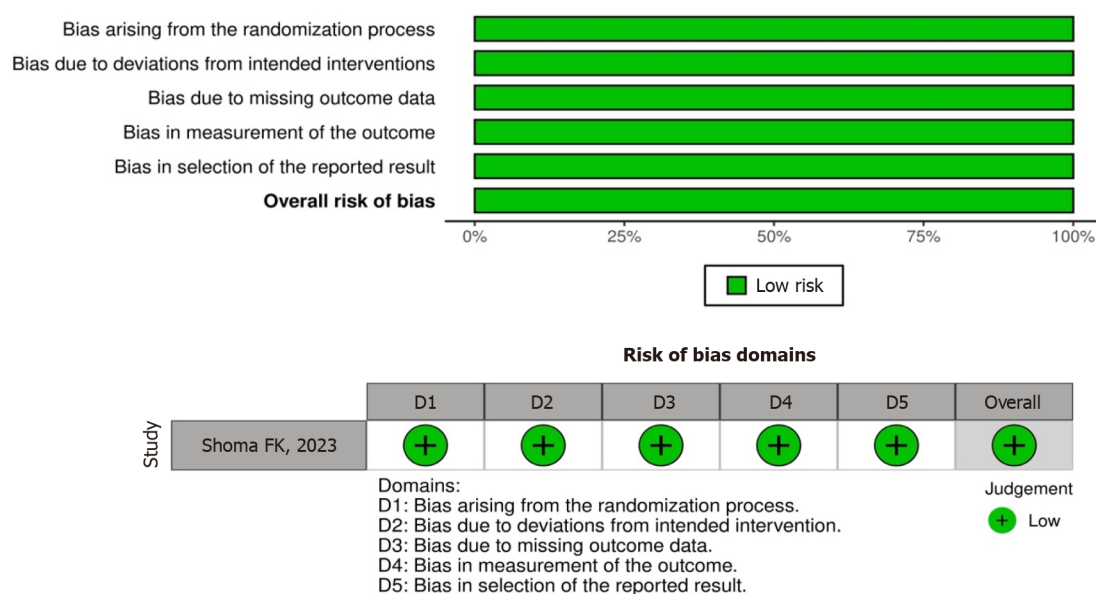 Bias arising from the randomization process
Bias due to deviations from intended interventions
Bias due to missing outcome data
Bias in measurement of the outcome
Bias in selection of the reported result
Overall risk of bias
0% 25% 50% 75% 100%
Low risk
Risk of bias domains
D1 D2 D3 D4 D5 Overall
Study
Shoma FK, 2023 + + + + + +
Domains:
D1: Bias arising from the randomization process.
D2: Bias due to deviations from intended intervention.
D3: Bias due to missing outcome data.
D4: Bias in measurement of the outcome.
D5: Bias in selection of the reported result.
Judgement
+ Low